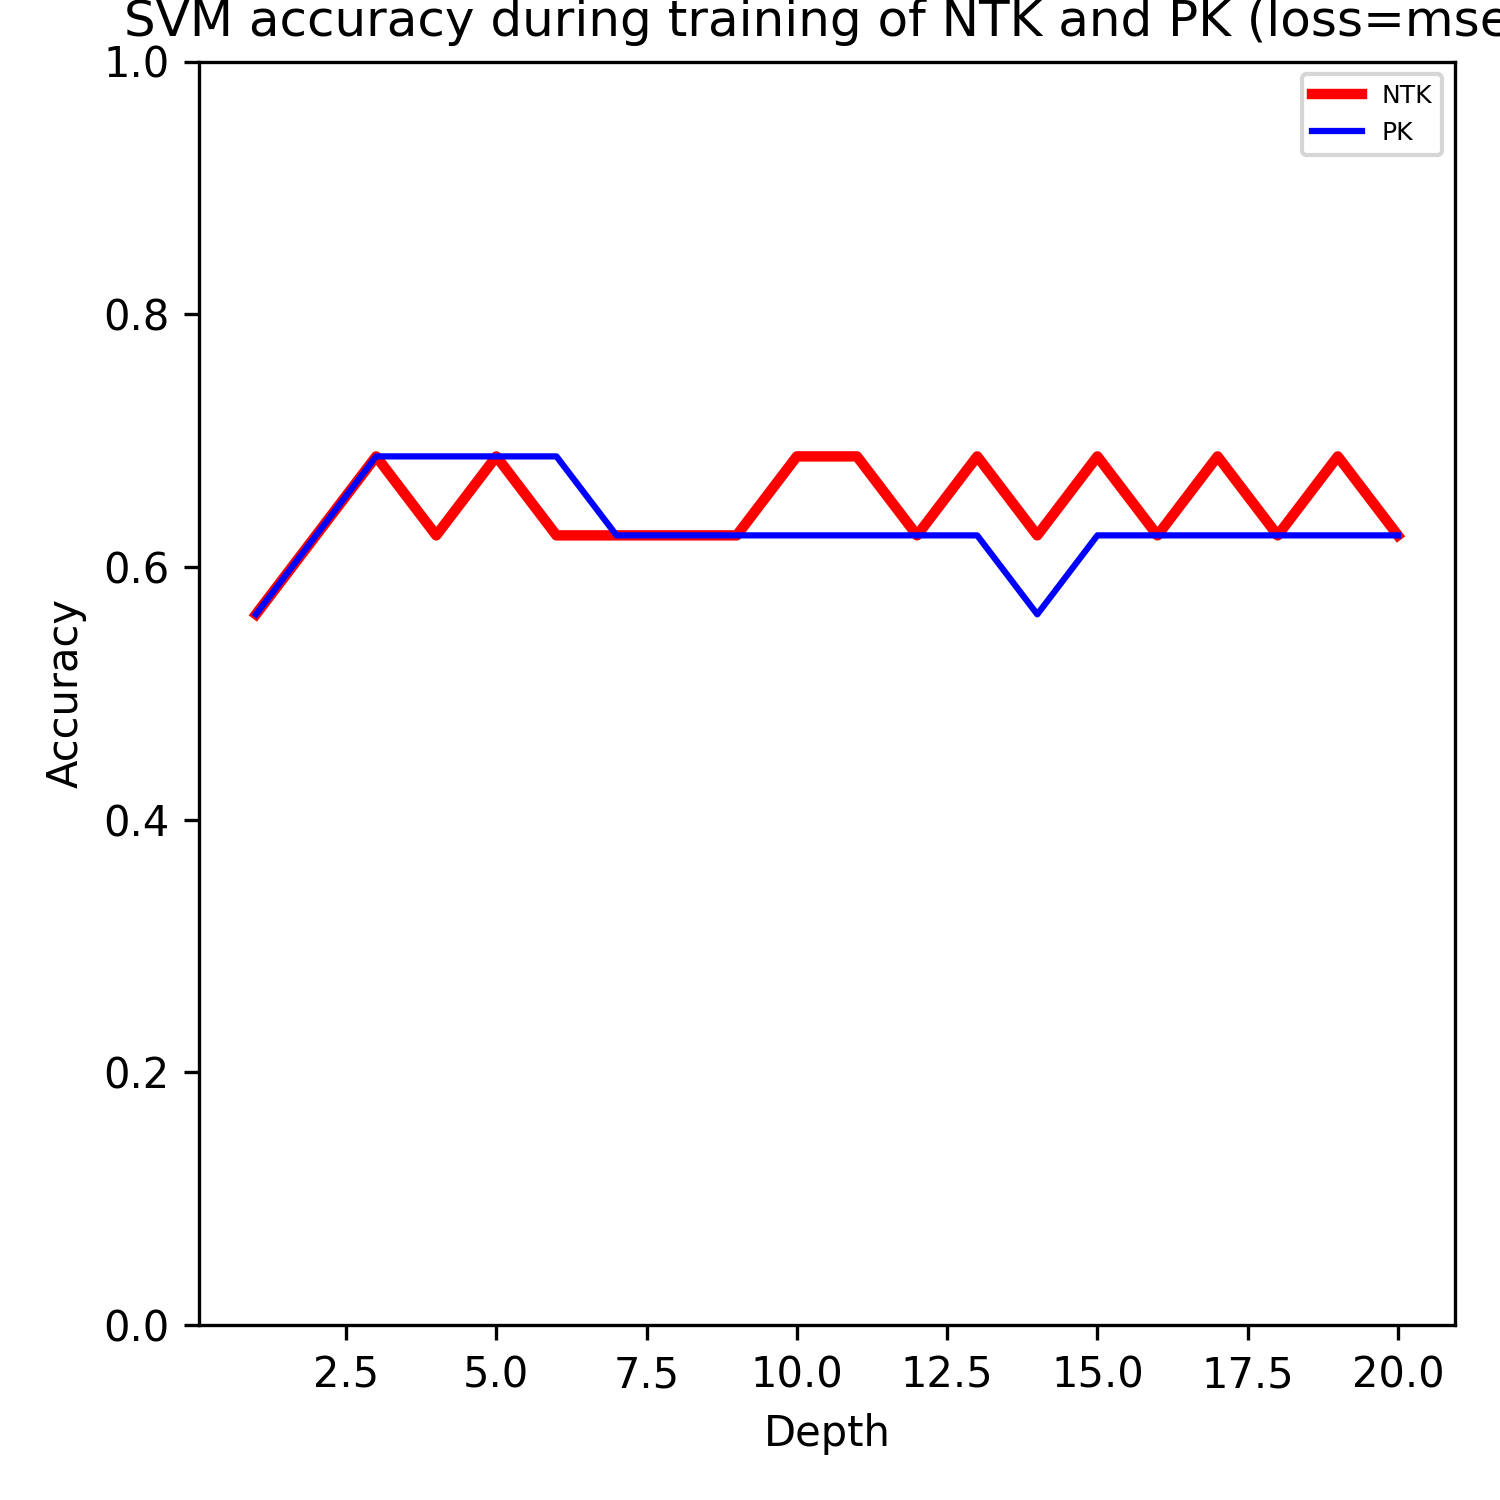 SVM accuracy during training of NTK and PK (loss=mse
1.0
0.8
0.6
0.4
0.2
0.0
Accuracy
NTK
PK
2.5 5.0 7.5 10.0 12.5 15.0 17.5 20.0
Depth